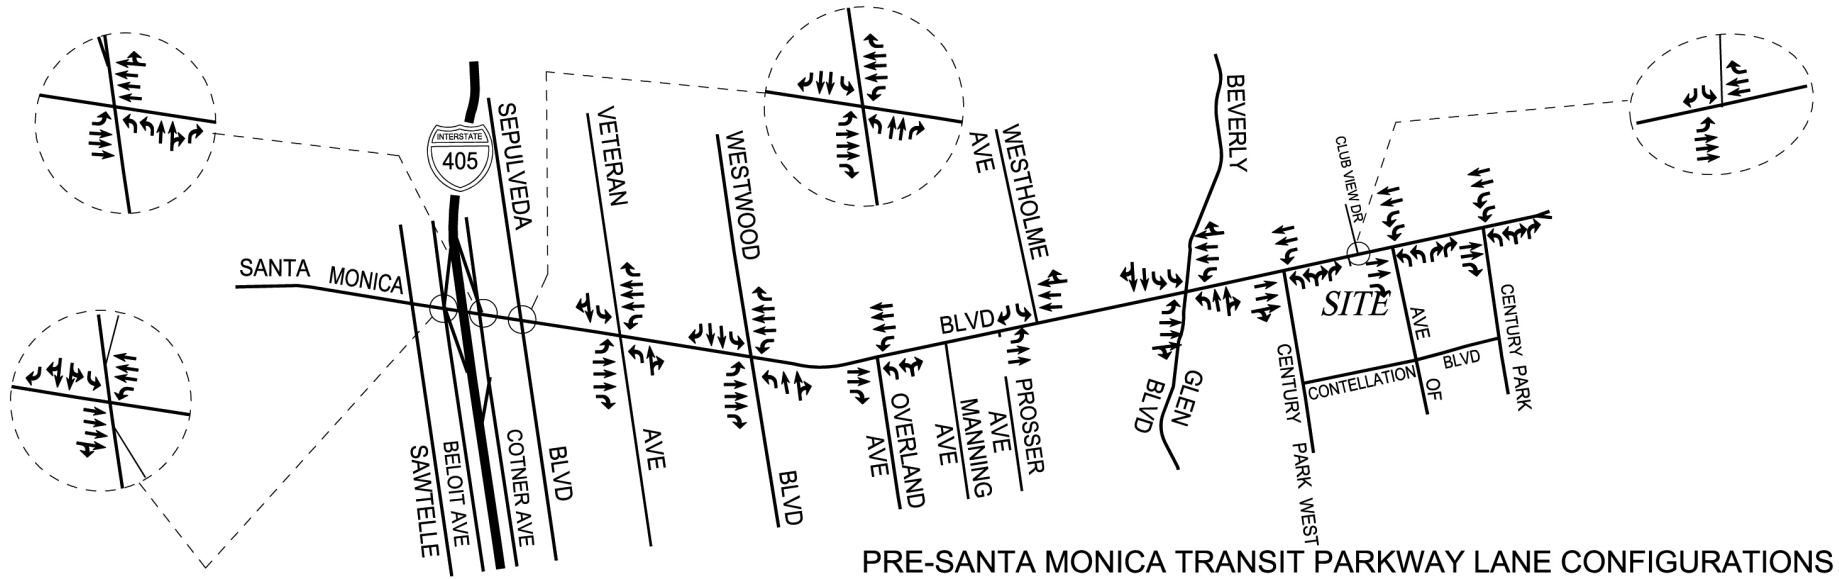 INTERSTATE
405
SEPULVEDA
BLVD
VETERAN
AVE
WESTWOOD
BLVD
WESTHOLME
AVE
BEVERLY
GLEN
BLVD
CLUB VIEW DR
SANTA MONICA
BLVD
SITE
SAWTELLE
BELOIT AVE
COTNER AVE
OVERLAND
AVE
MANNING
AVE
PROSSER
AVE
CENTURY PARK WEST
CONTELLATION BLVD
AVE OF
CENTURY PARK
PRE-SANTA MONICA TRANSIT PARKWAY LANE CONFIGURATIONS